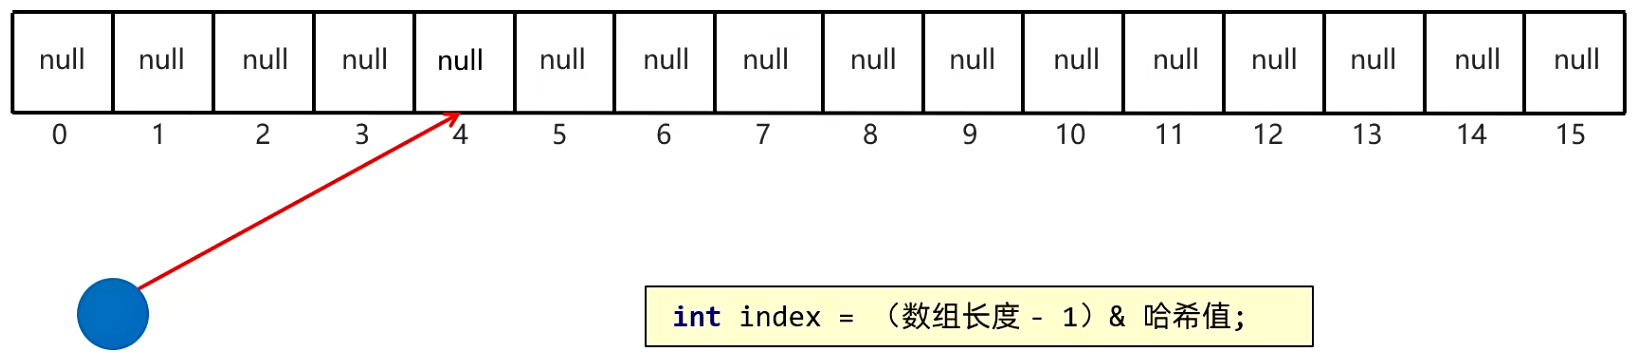 null null null null null null null null null null null null null null null null
0 1 2 3 4 5 6 7 8 9 10 11 12 13 14 15
int index = （数组长度 - 1）& 哈希值;